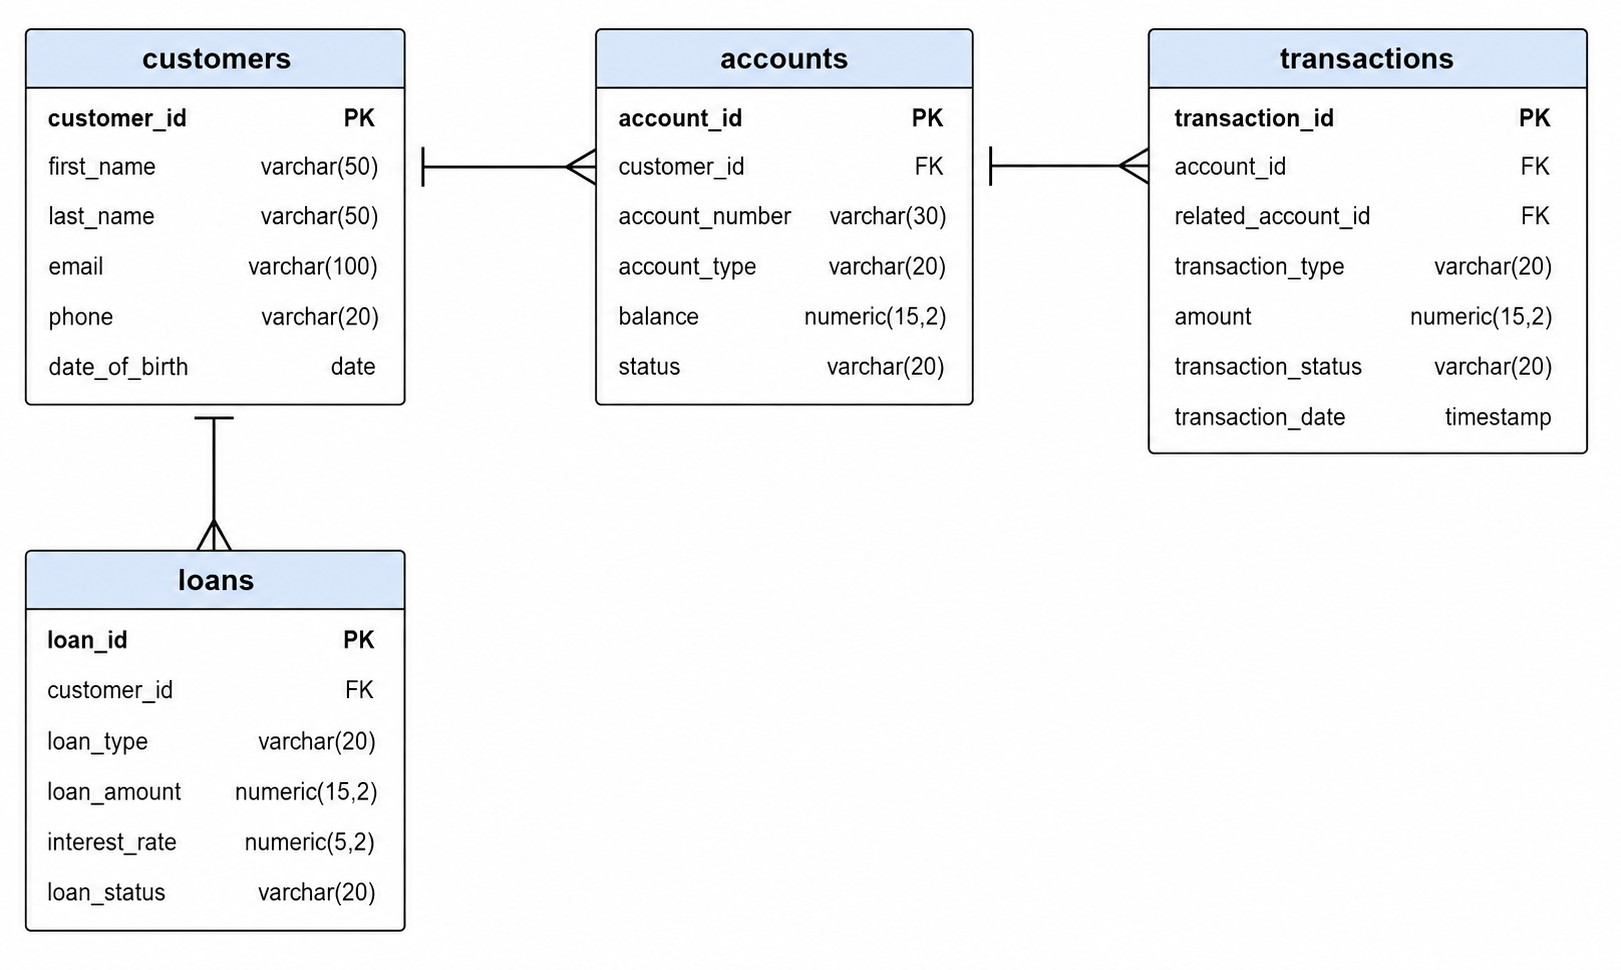 customers
customer_id PK
first_name varchar(50)
last_name varchar(50)
email varchar(100)
phone varchar(20)
date_of_birth date
accounts
account_id PK
customer_id FK
account_number varchar(30)
account_type varchar(20)
balance numeric(15,2)
status varchar(20)
transactions
transaction_id PK
account_id FK
related_account_id FK
transaction_type varchar(20)
amount numeric(15,2)
transaction_status varchar(20)
transaction_date timestamp
loans
loan_id PK
customer_id FK
loan_type varchar(20)
loan_amount numeric(15,2)
interest_rate numeric(5,2)
loan_status varchar(20)